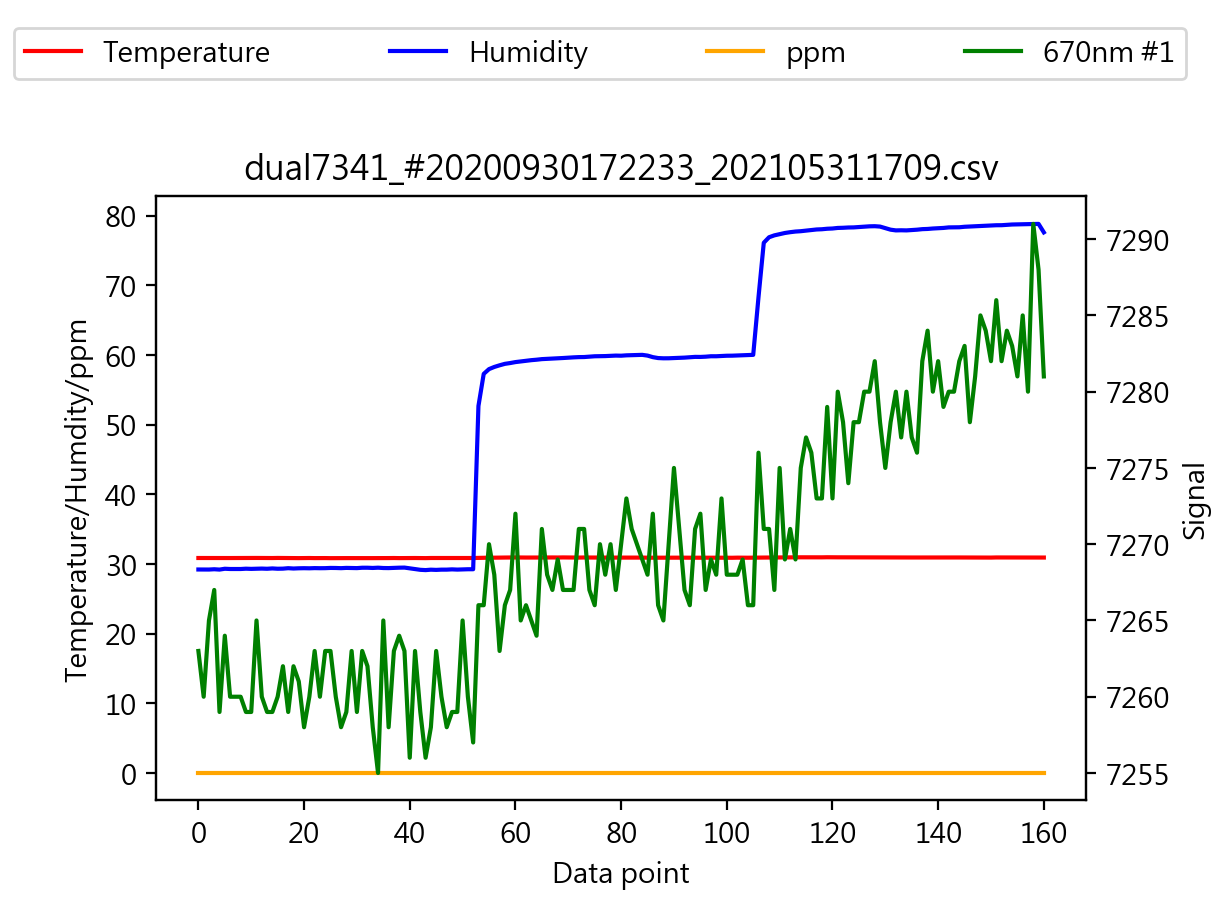 Temperature Humidity ppm 670nm #1
dual7341_#20200930172233_202105311709.csv
80
70
60
50
40
30
20
10
0
Temperature/Humdity/ppm
7290
7285
7280
7275
7270
7265
7260
7255
Signal
0 20 40 60 80 100 120 140 160
Data point